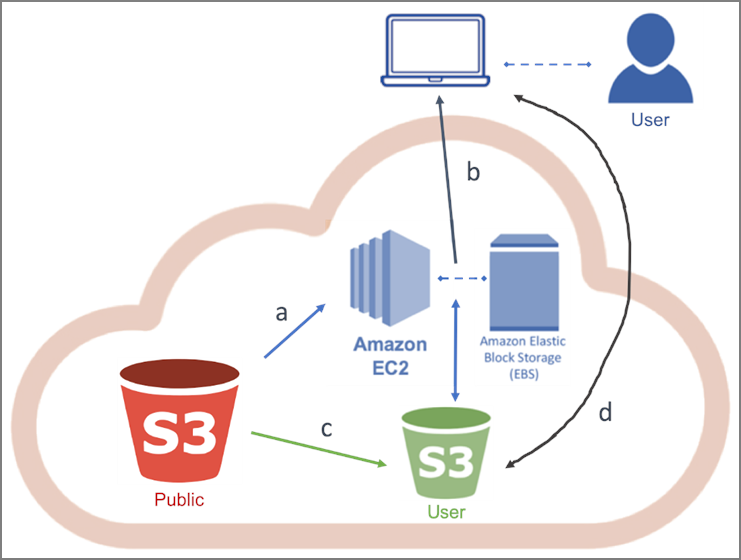 User
b
a
Amazon
EC2
Amazon Elastic
Block Storage
(EBS)
S3
Public
c
S3
User
d